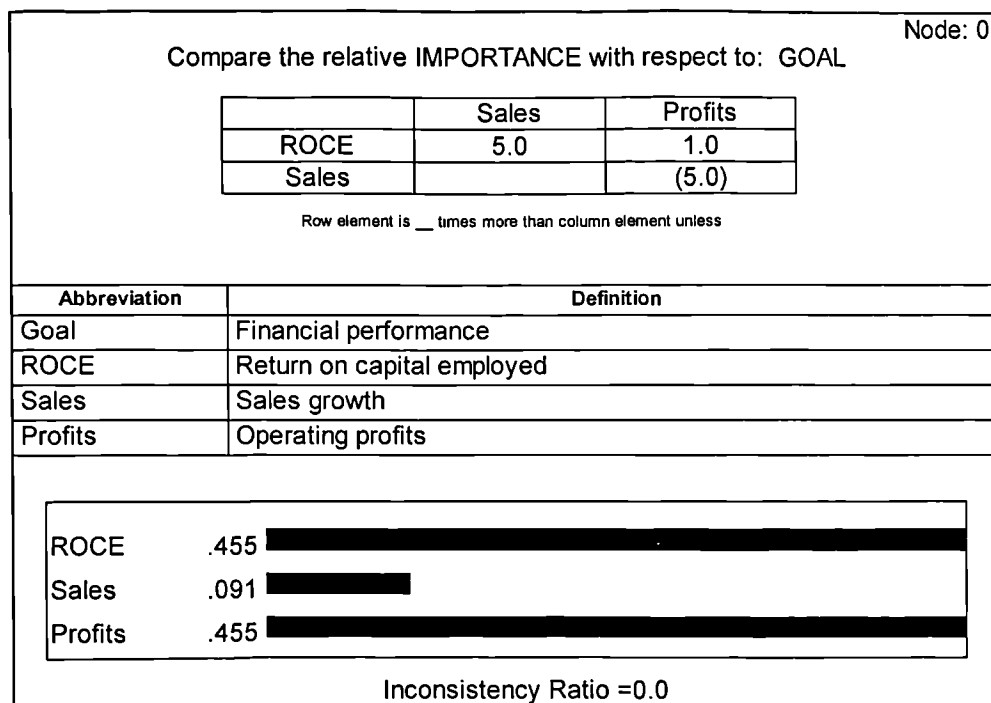 Node: 0
Compare the relative IMPORTANCE with respect to: GOAL
Sales Profits
ROCE 5.0 1.0
Sales (5.0)
Row element is __ times more than column element unless
Abbreviation Definition
Goal Financial performance
ROCE Return on capital employed
Sales Sales growth
Profits Operating profits
ROCE .455
Sales .091
Profits .455
Inconsistency Ratio =0.0